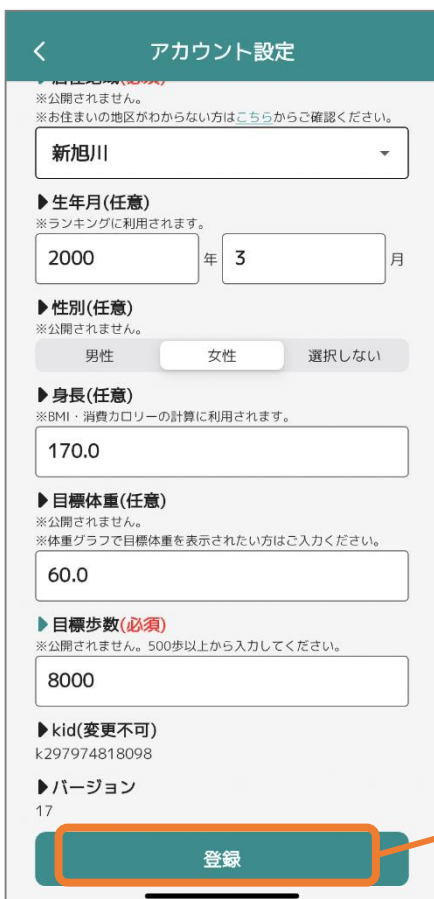 アカウント設定
※公開されません。
※お住まいの地区がわからない方はこちらからご確認ください。
新旭川
▶生年月(任意)
※ランキングに利用されます。
2000 年 3 月
▶性別(任意)
※公開されません。
男性 女性 選択しない
▶身長(任意)
※BMI・消費カロリーの計算に利用されます。
170.0
▶目標体重(任意)
※公開されません。
※体重グラフで目標体重を表示されたい方はご入力ください。
60.0
▶目標歩数(必須)
※公開されません。500歩以上から入力してください。
8000
▶kid(変更不可)
k297974818098
▶バージョン
17
登録